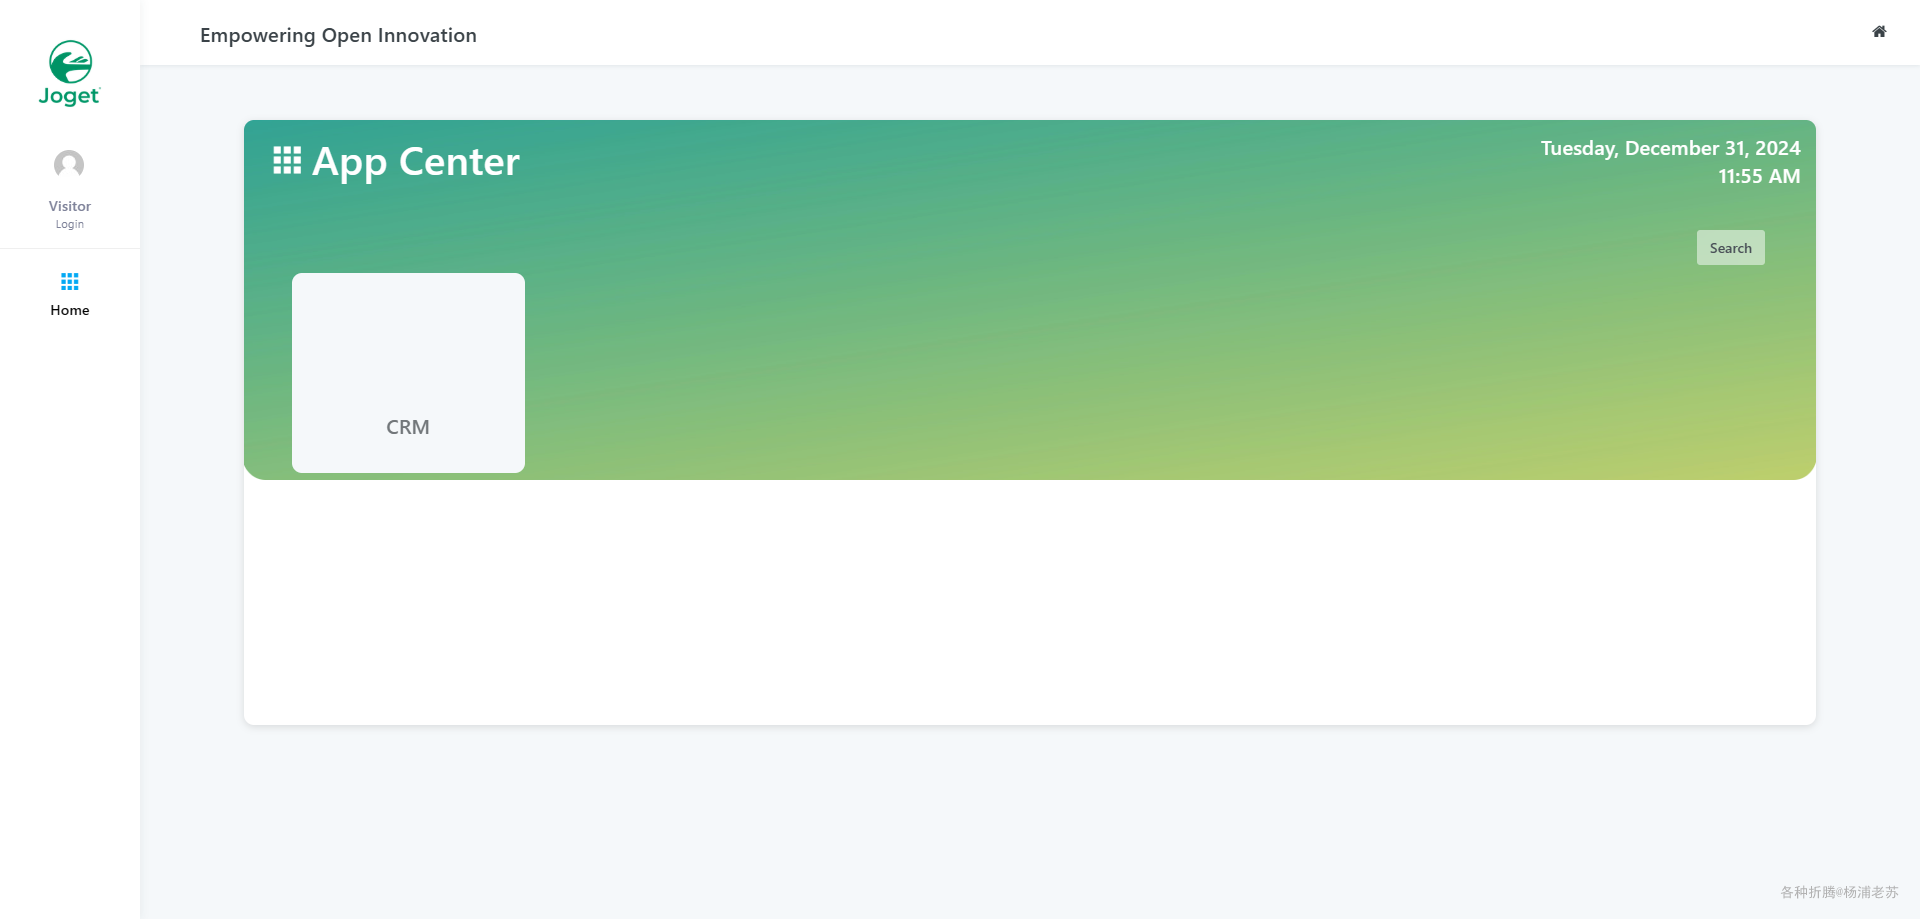 Empowering Open Innovation
Joget
Visitor
Login
Home
App Center
Tuesday, December 31, 2024
11:55 AM
Search
CRM
各种折腾@杨浦老苏